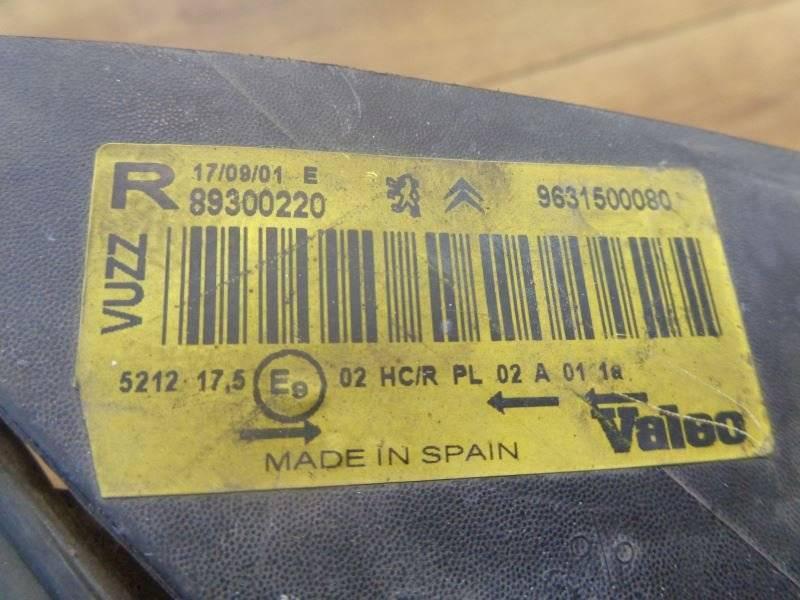 R 17/09/01 E
89300220 9631500080
VUZZ
5212 17,5 E9 02 HC/R PL 02 A 01 1a
Valeo
MADE IN SPAIN